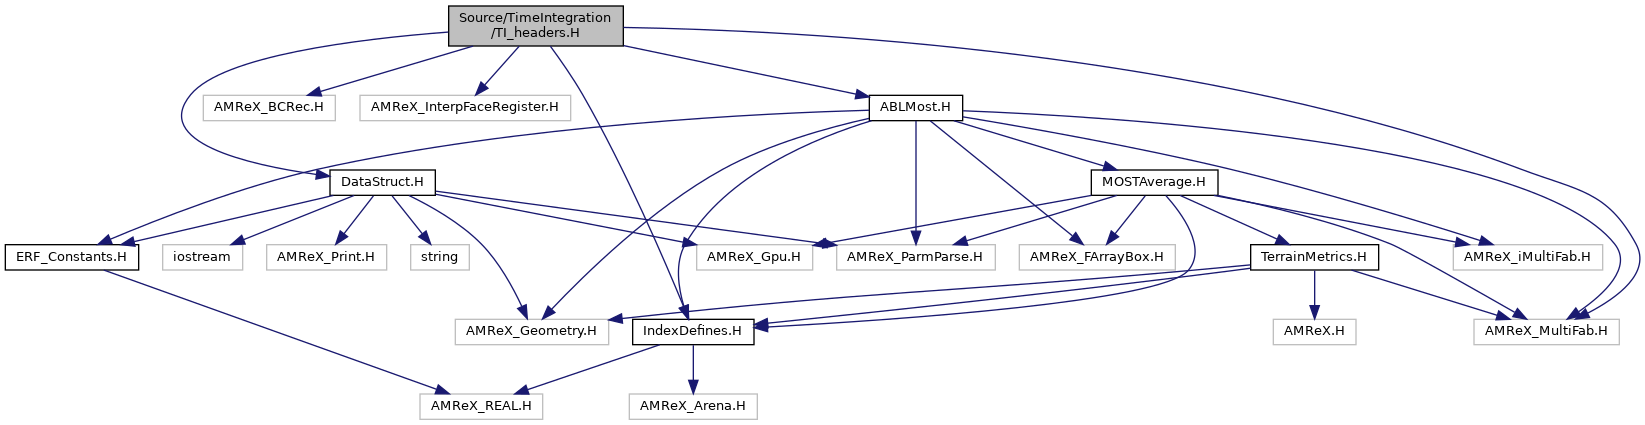 Source/TimeIntegration
/TI_headers.H
AMReX_BCRec.H
AMReX_InterpFaceRegister.H
ABLMost.H
DataStruct.H
MOSTAverage.H
ERF_Constants.H
iostream
AMReX_Print.H
string
AMReX_Gpu.H
AMReX_ParmParse.H
AMReX_FArrayBox.H
TerrainMetrics.H
AMReX_iMultiFab.H
AMReX_Geometry.H
IndexDefines.H
AMReX.H
AMReX_MultiFab.H
AMReX_REAL.H
AMReX_Arena.H